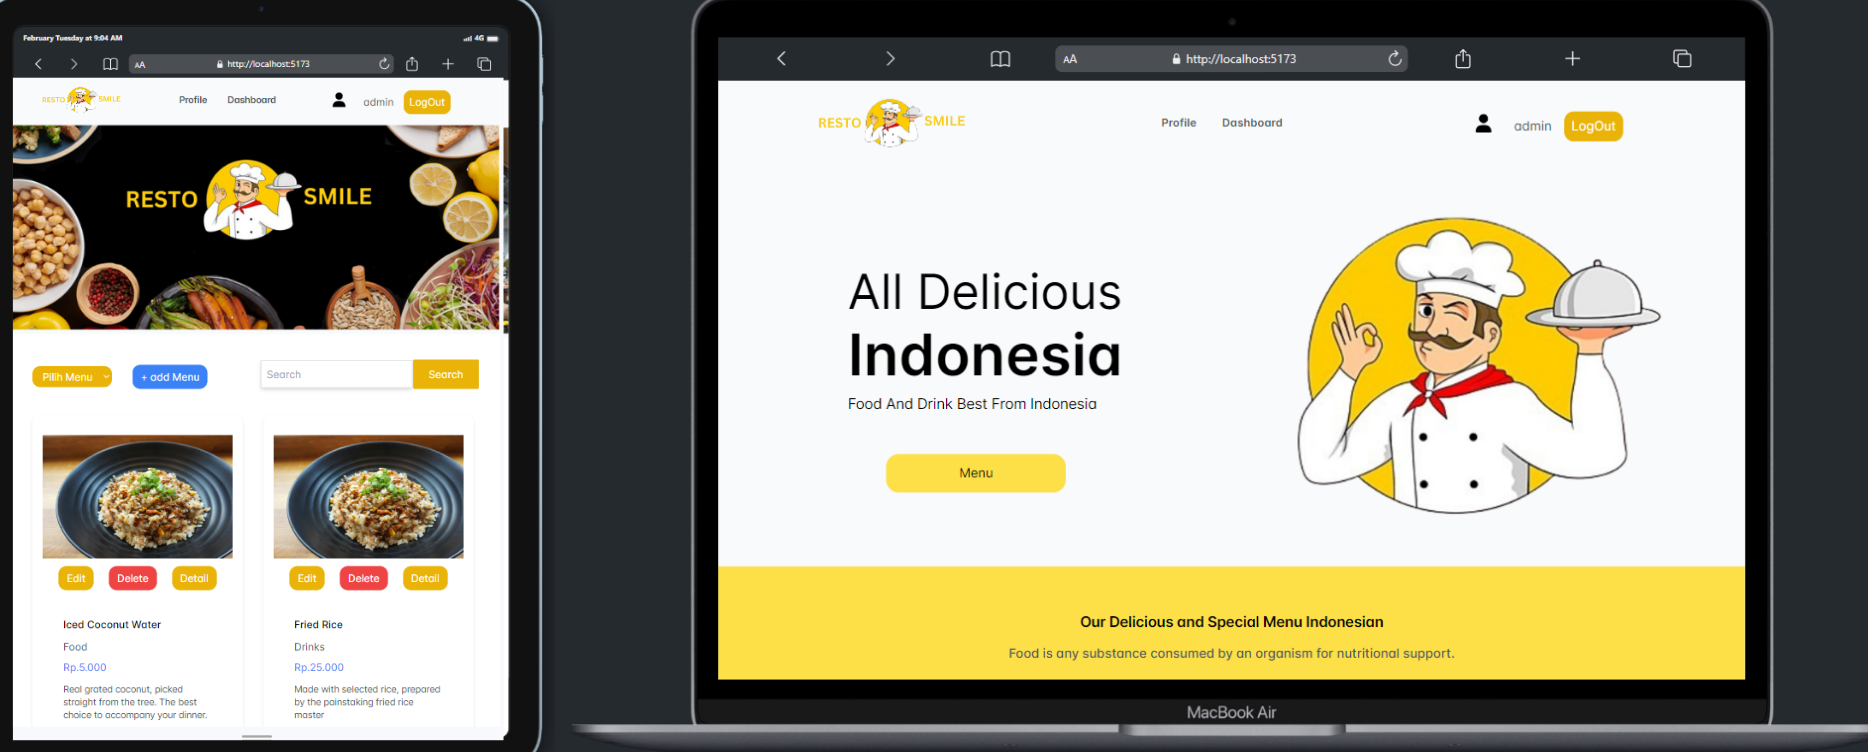 February Tuesday at 9:04 AM
4G
AA
http://localhost:5173
RESTO SMILE
Profile
Dashboard
admin
LogOut
RESTO SMILE
Pilih Menu
+ add Menu
Search
Search
Edit
Delete
Detail
Iced Coconut Water
Food
Rp.5.000
Real grated coconut, picked
straight from the tree. The best
choice to accompany your dinner.
Edit
Delete
Detail
Fried Rice
Drinks
Rp.25.000
Made with selected rice, prepared
by the painstaking fried rice
master
AA
http://localhost:5173
RESTO SMILE
Profile
Dashboard
admin
LogOut
All Delicious
Indonesia
Food And Drink Best From Indonesia
Menu
Our Delicious and Special Menu Indonesian
Food is any substance consumed by an organism for nutritional support.
MacBook Air